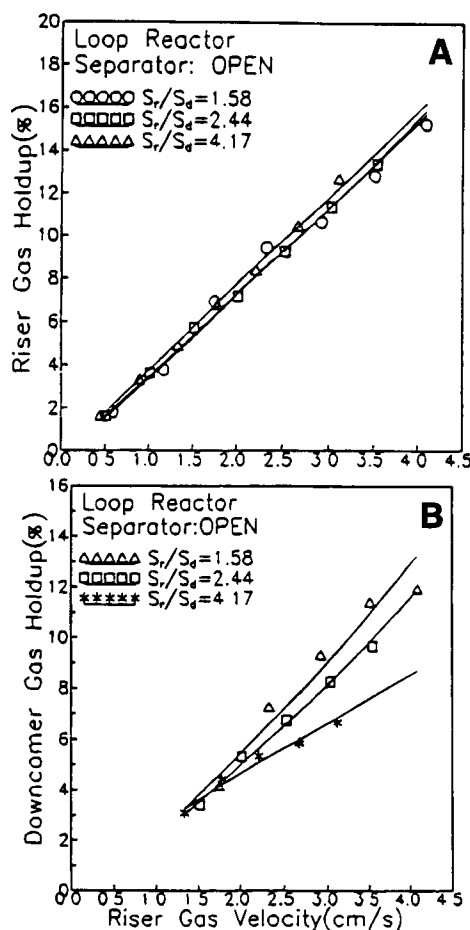 A
Loop Reactor
Separator: OPEN
S_r/S_d=1.58
S_r/S_d=2.44
S_r/S_d=4.17
Riser Gas Holdup(%)
20
18
16
14
12
10
8
6
4
2
0
0.0 0.5 1.0 1.5 2.0 2.5 3.0 3.5 4.0 4.5
B
Loop Reactor
Separator:OPEN
S_r/S_d=1.58
S_r/S_d=2.44
S_r/S_d=4 17
Downcomer Gas Holdup(%)
16
14
12
10
8
6
4
2
0
0.0 0.5 1.0 1.5 2.0 2.5 3.0 3.5 4.0 4.5
Riser Gas Velocity(cm/s)